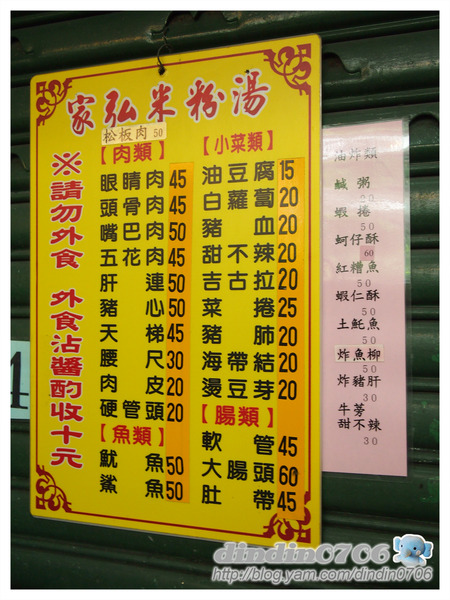 家弘米粉湯
松板肉 50
【肉類】
眼睛肉 45
頭骨肉 45
嘴巴肉 50
五花肉 45
肝連 50
豬心 50
天梯 45
腰尺 30
肉皮 20
硬管頭 20
【魚類】
魷魚 50
鯊魚 50
【小菜類】
油豆腐 15
白蘿蔔 20
豬血 20
甜不辣 20
吉古拉 20
菜捲 25
豬肺 20
海帶結 20
燙豆芽 20
【腸類】
軟管 45
大腸頭 60
肚帶 45
※請勿外食 外食沾醬酌收十元
油炸類
鹹粥
20
蝦捲
50
蚵仔酥
60
紅糟魚
50
蝦仁酥
50
土魠魚
50
炸魚柳
50
炸豬肝
50
牛蒡
甜不辣
30
dindin0706
http://blog.yam.com/dindin0706